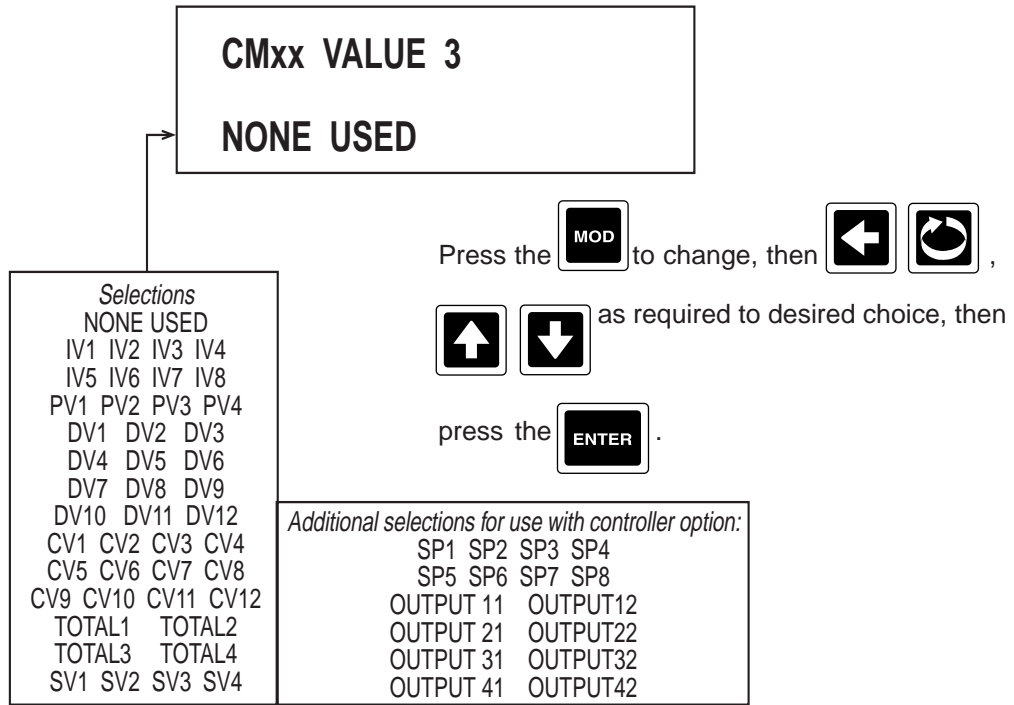 CMxx VALUE 3
NONE USED
Press the MOD to change, then ,
as required to desired choice, then
press the ENTER .
Selections
NONE USED
IV1 IV2 IV3 IV4
IV5 IV6 IV7 IV8
PV1 PV2 PV3 PV4
DV1 DV2 DV3
DV4 DV5 DV6
DV7 DV8 DV9
DV10 DV11 DV12
CV1 CV2 CV3 CV4
CV5 CV6 CV7 CV8
CV9 CV10 CV11 CV12
TOTAL1 TOTAL2
TOTAL3 TOTAL4
SV1 SV2 SV3 SV4
Additional selections for use with controller option:
SP1 SP2 SP3 SP4
SP5 SP6 SP7 SP8
OUTPUT 11 OUTPUT12
OUTPUT 21 OUTPUT22
OUTPUT 31 OUTPUT32
OUTPUT 41 OUTPUT42